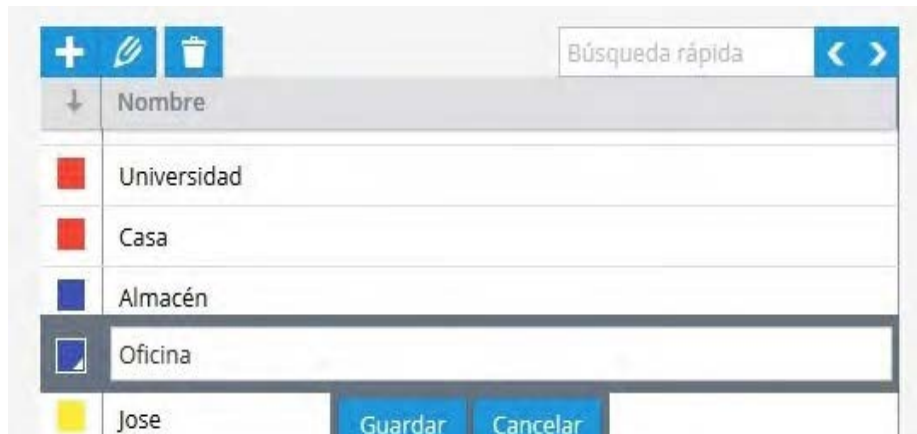 Búsqueda rápida
Nombre
Universidad
Casa
Almacén
Oficina
Jose
Guardar Cancelar